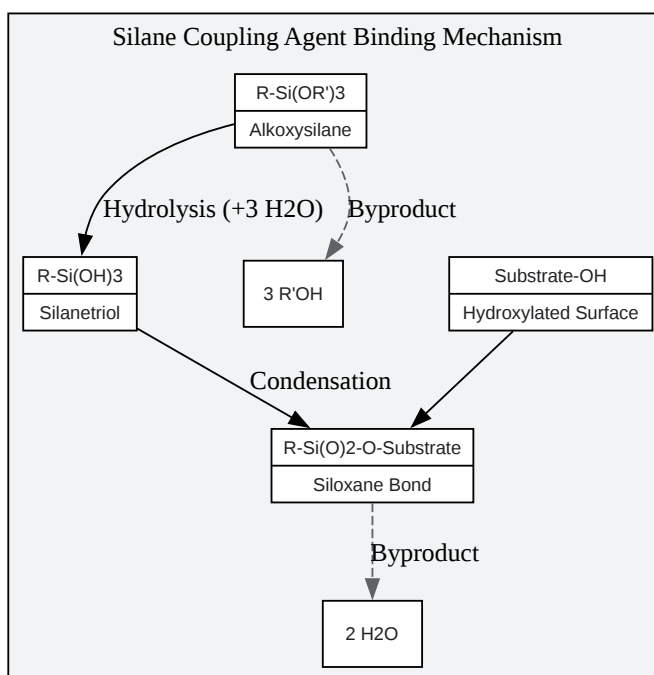 Silane Coupling Agent Binding Mechanism
R-Si(OR')3
Alkoxysilane
Hydrolysis (+3 H2O)
Byproduct
R-Si(OH)3
Silanetriol
3 R'OH
Substrate-OH
Hydroxylated Surface
Condensation
R-Si(O)2-O-Substrate
Siloxane Bond
Byproduct
2 H2O